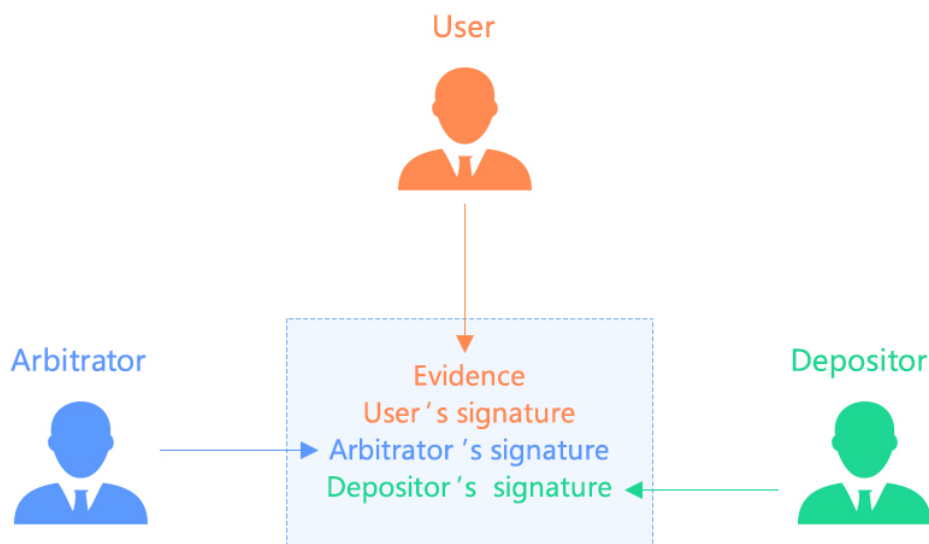 User
Arbitrator
Depositor
Evidence
User‘s signature
Arbitrator ’s signature
Depositor’s signature